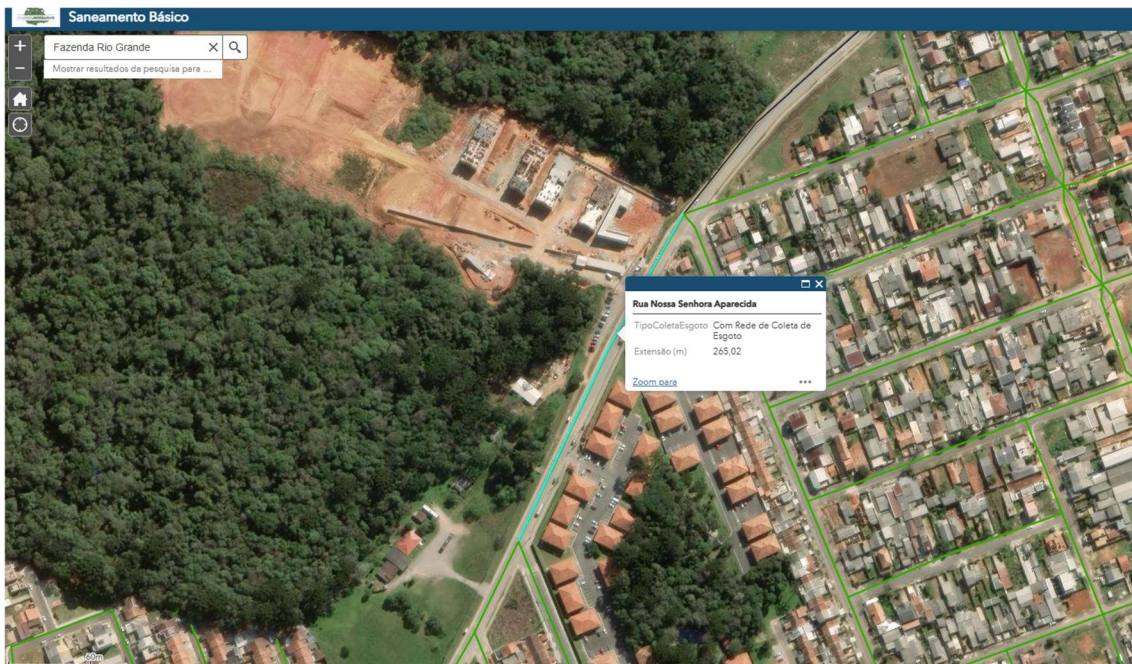 Saneamento Básico
Fazenda Rio Grande
Mostrar resultados da pesquisa para ...
Rua Nossa Senhora Aparecida
TipoColetaEsgoto Com Rede de Coleta de
Esgoto
Extensão (m) 265,02
Zoom para
60m